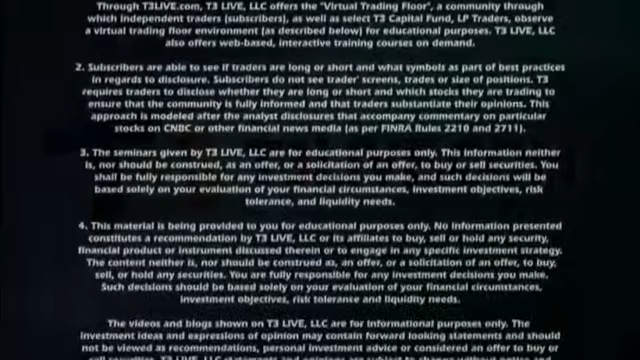 Through T3LIVE.com, T3 LIVE, LLC offers the "Virtual Trading Floor", a community through
which independent traders (subscribers), as well as select T3 Capital Fund, LP Traders, observe
a virtual trading floor environment (as described below) for educational purposes. T3 LIVE, LLC
also offers web-based, interactive training courses on demand.
2. Subscribers are able to see if traders are long or short and what symbols as part of best practices
in regards to disclosure. Subscribers do not see trader' screens, trades or size of positions. T3
requires traders to disclose whether they are long or short and which stocks they are trading to
ensure that the community is fully informed and that traders substantiate their opinions. This
approach is modeled after the analyst disclosures that accompany commentary on particular
stocks on CNBC or other financial news media (as per FINRA Rules 2210 and 2711).
3. The seminars given by T3 LIVE, LLC are for educational purposes only. This information neither
is, nor should be construed, as an offer, or a solicitation of an offer, to buy or sell securities. You
shall be fully responsible for any investment decisions you make, and such decisions will be
based solely on your evaluation of your financial circumstances, investment objectives, risk
tolerance, and liquidity needs.
4. This material is being provided to you for educational purposes only. No information presented
constitutes a recommendation by T3 LIVE, LLC or its affiliates to buy, sell or hold any security,
financial product or instrument discussed therein or to engage in any specific investment strategy.
The content neither is, nor should be construed as, an offer, or a solicitation of an offer, to buy,
sell, or hold any securities. You are fully responsible for any investment decisions you make.
Such decisions should be based solely on your evaluation of your financial circumstances,
investment objectives, risk tolerance and liquidity needs.
The videos and blogs shown on T3 LIVE, LLC are for informational purposes only. The
investment ideas and expressions of opinion may contain forward looking statements and should
not be viewed as recommendations, personal investment advice or considered an offer to buy or